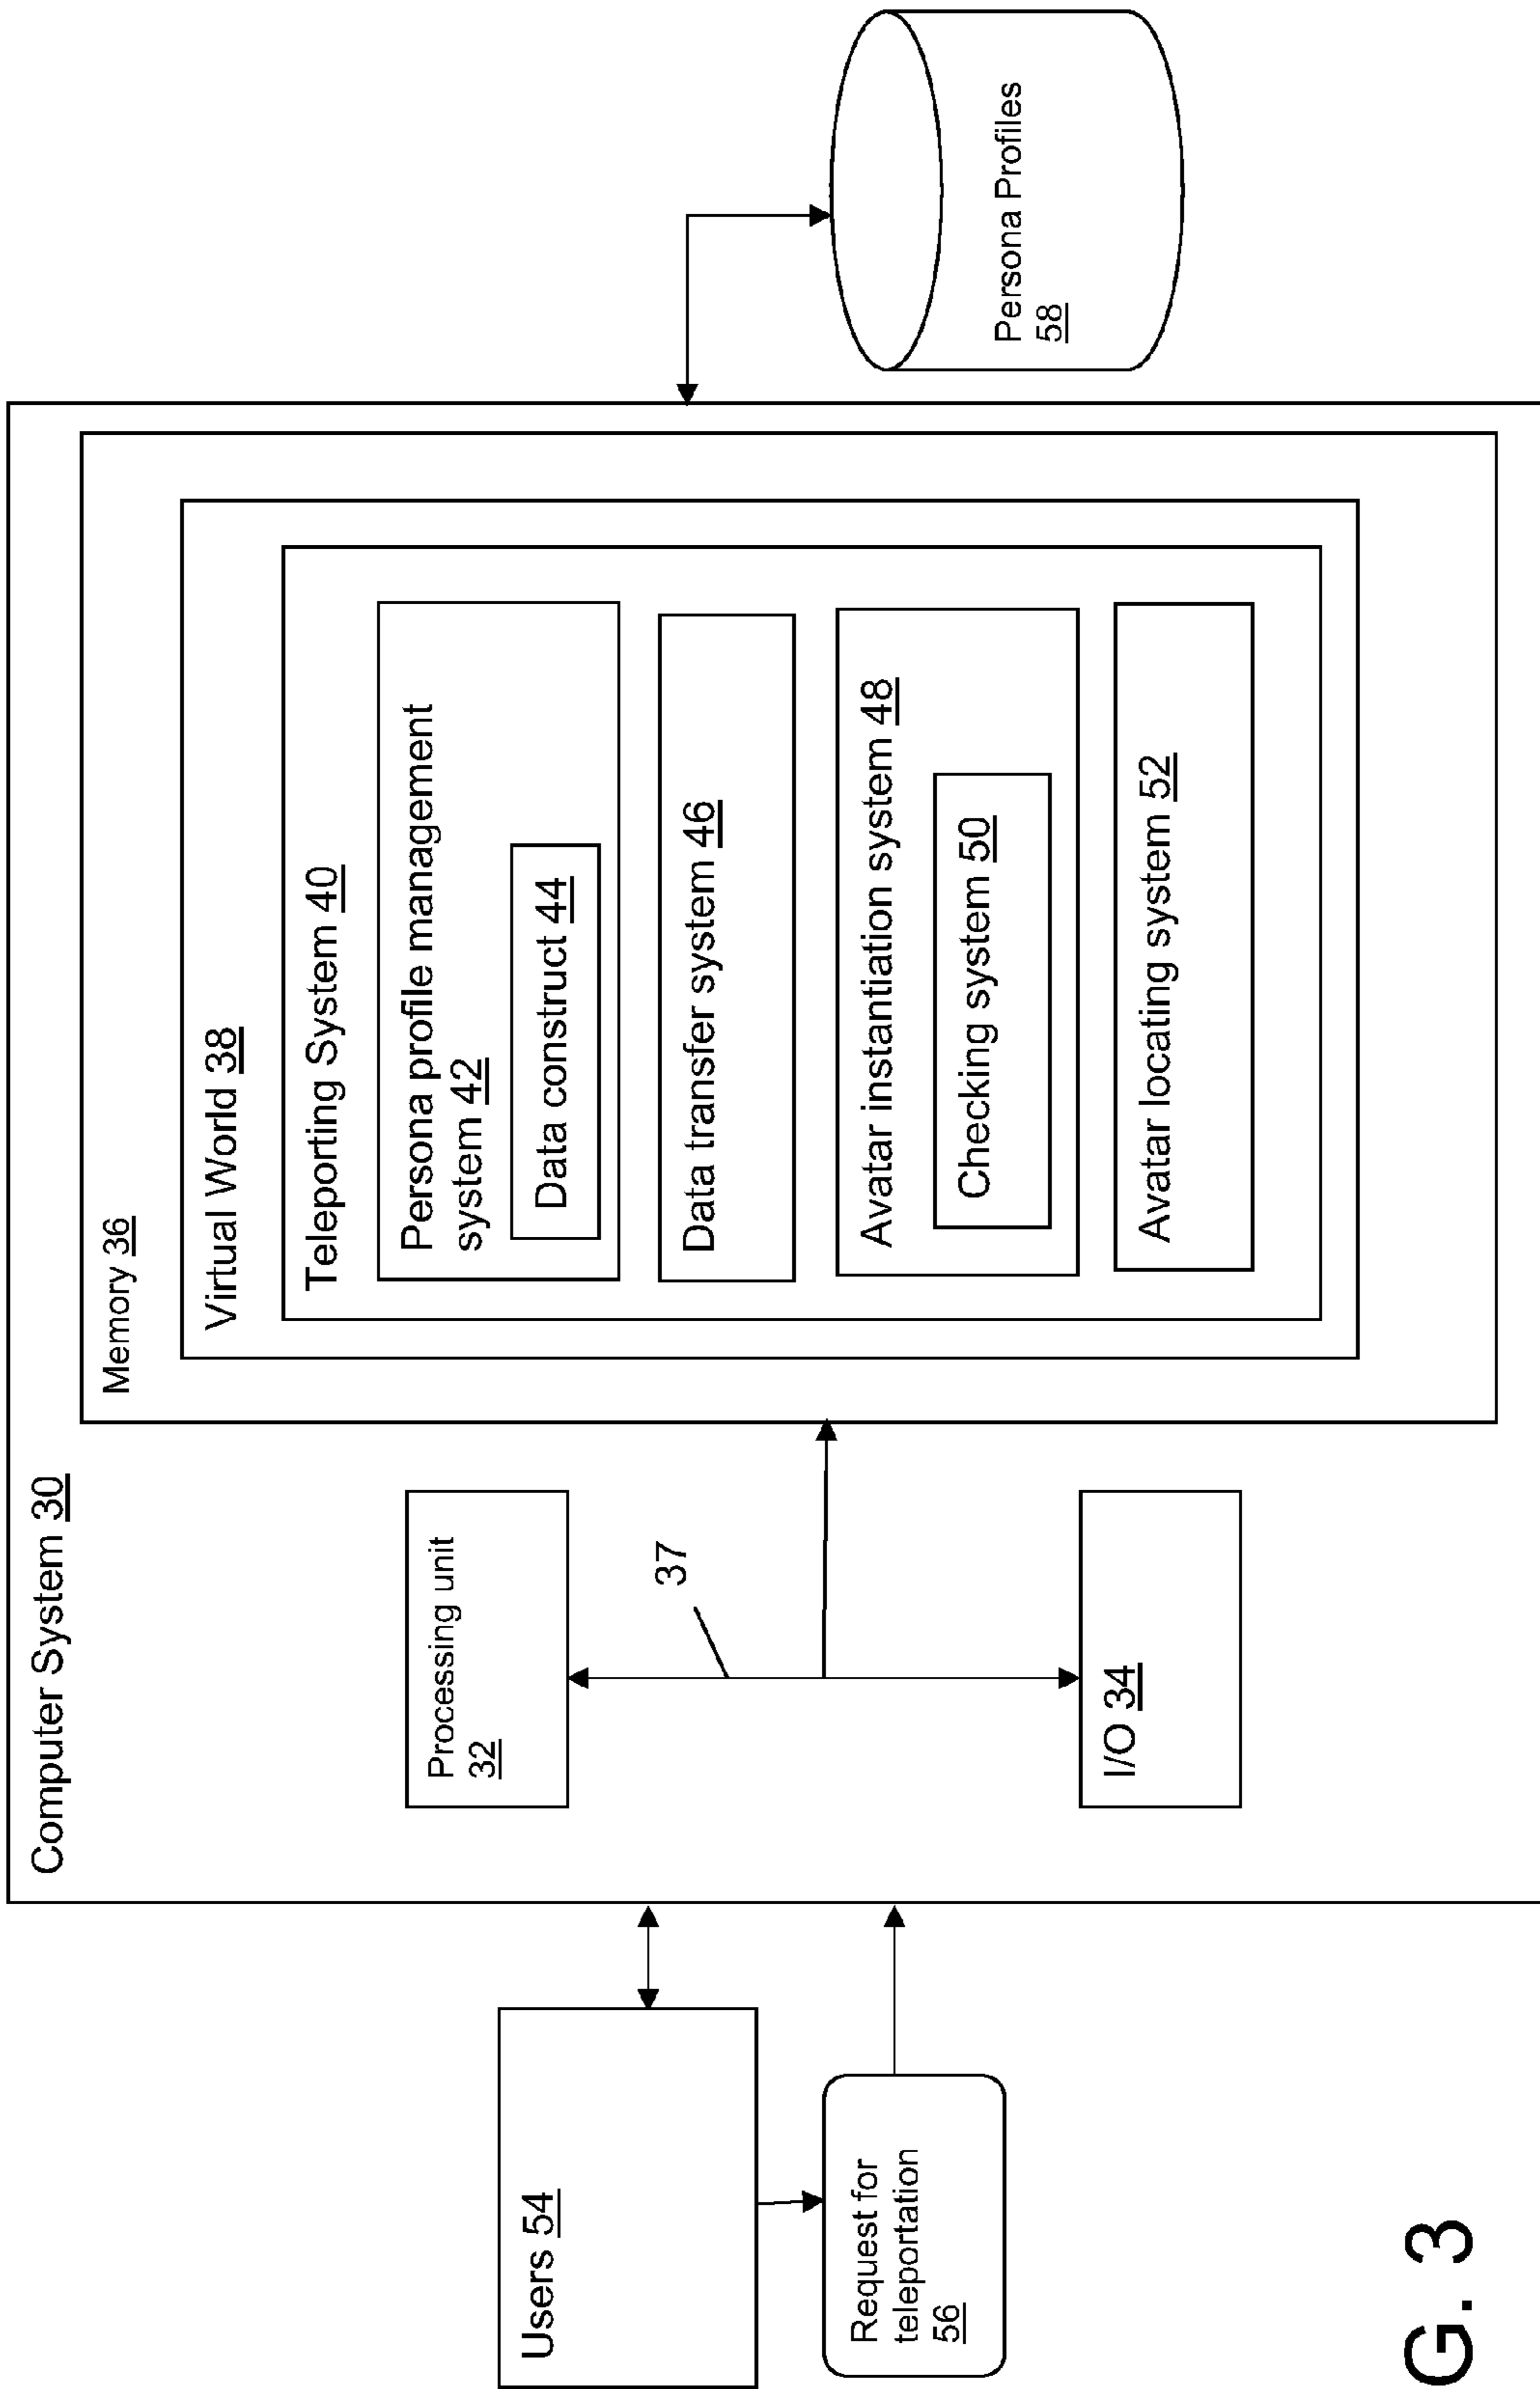 Computer System 30
Memory 36
Virtual World 38
Teleporting System 40
Persona profile management
system 42
Data construct 44
Data transfer system 46
Avatar instantiation system 48
Checking system 50
Avatar locating system 52
Processing unit
32
37
I/O 34
Users 54
Request for
teleportation
56
Persona Profiles
58
G. 3